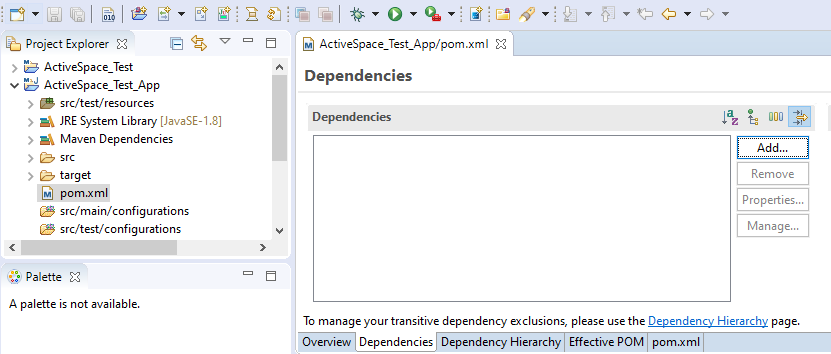 Project Explorer
ActiveSpace_Test
ActiveSpace_Test_App
src/test/resources
JRE System Library [JavaSE-1.8]
Maven Dependencies
src
target
pom.xml
src/main/configurations
src/test/configurations
Palette
A palette is not available.
ActiveSpace_Test_App/pom.xml
Dependencies
Dependencies
Add...
Remove
Properties...
Manage...
To manage your transitive dependency exclusions, please use the Dependency Hierarchy page.
Overview Dependencies Dependency Hierarchy Effective POM pom.xml